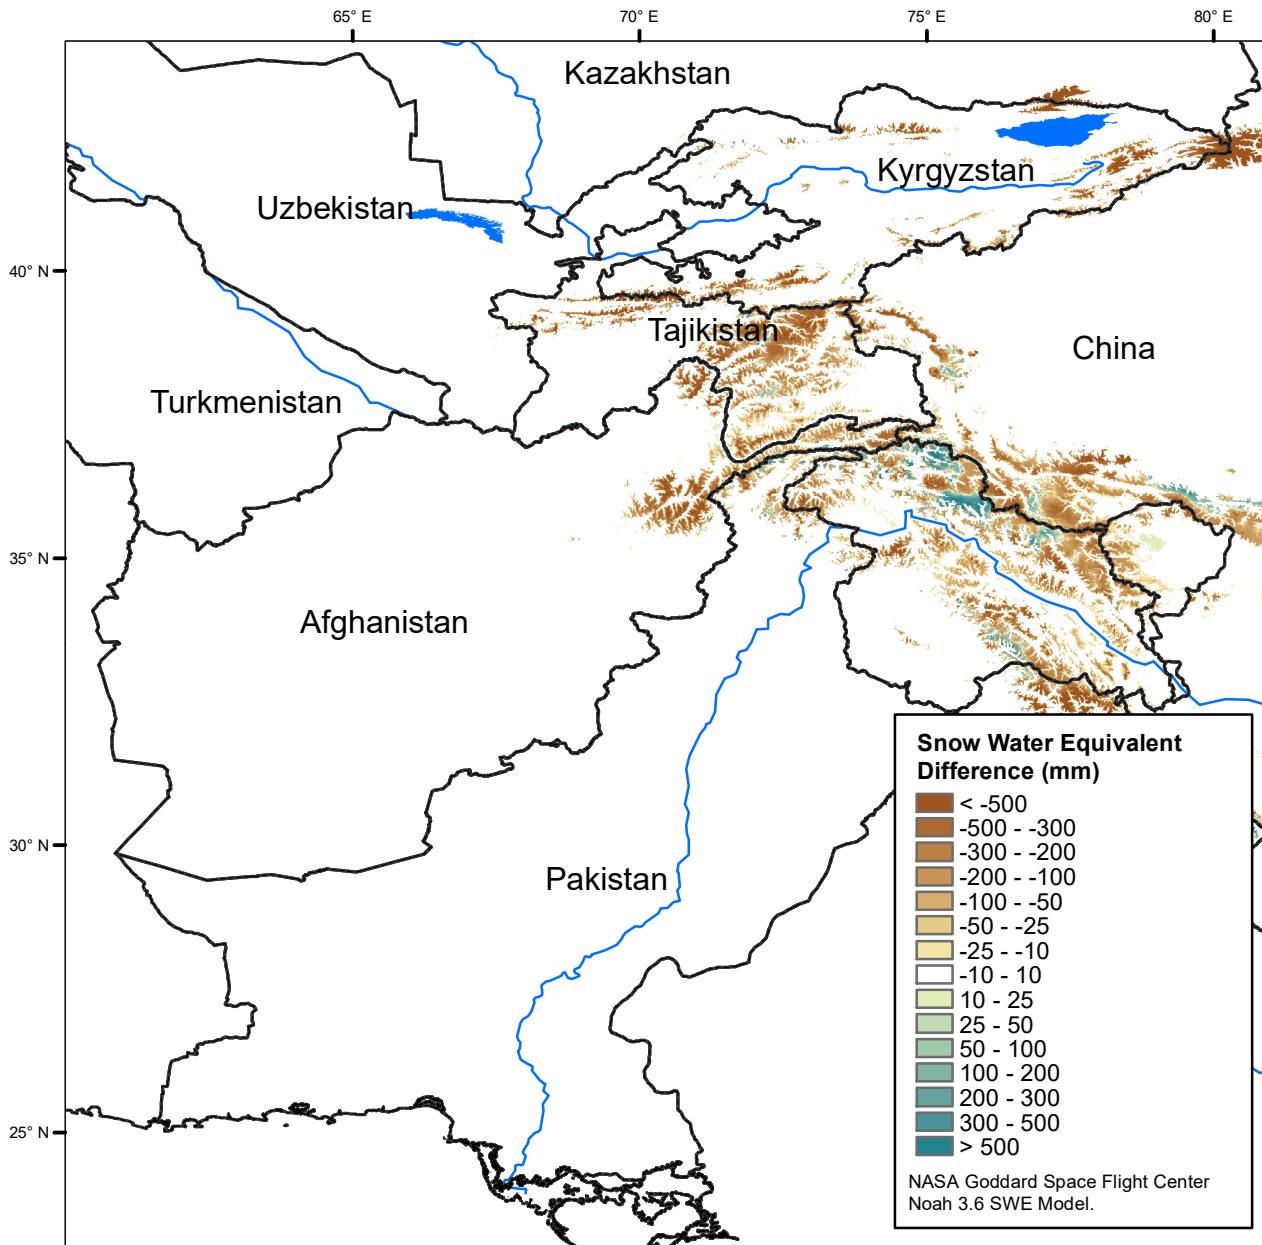 65° E
70° E
75° E
80° E
Kazakhstan
Kyrgyzstan
Uzbekistan
40° N
Tajikistan
China
Turkmenistan
35° N
Afghanistan
30° N
Pakistan
25° N
Snow Water Equivalent
Difference (mm)
< -500
-500 - -300
-300 - -200
-200 - -100
-100 - -50
-50 - -25
-25 - -10
-10 - 10
10 - 25
25 - 50
50 - 100
100 - 200
200 - 300
300 - 500
> 500
NASA Goddard Space Flight Center
Noah 3.6 SWE Model.